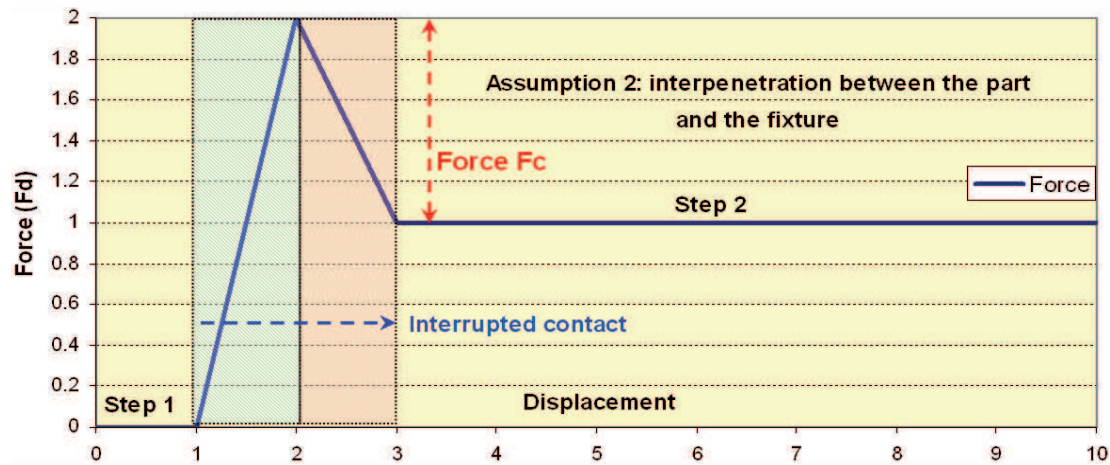 2
1.8
1.6
1.4
1.2
1
0.8
0.6
0.4
0.2
0
Force (Fd)
Assumption 2: interpenetration between the part
and the fixture
Force Fc
Force
Step 2
Interrupted contact
Step 1
Displacement
0 1 2 3 4 5 6 7 8 9 10